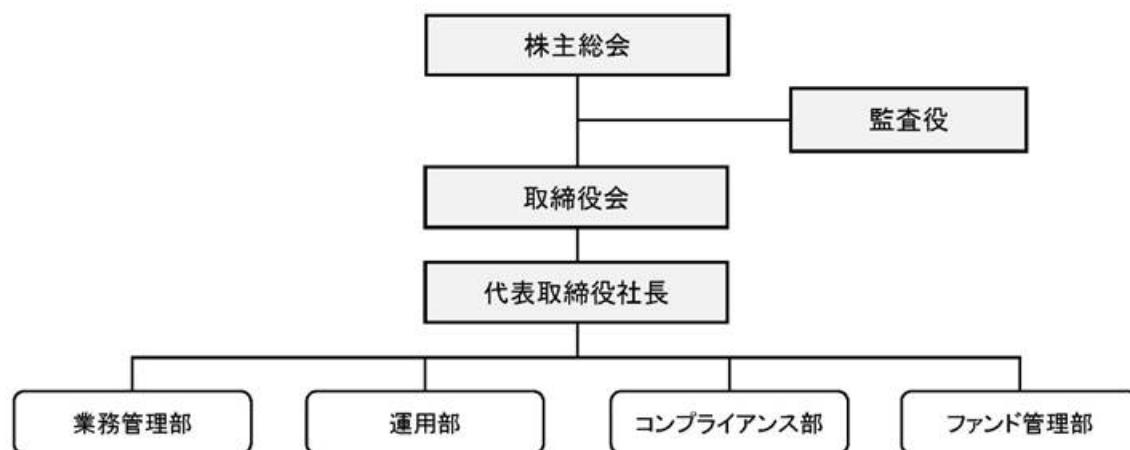 株主総会
監査役
取締役会
代表取締役社長
業務管理部
運用部
コンプライアンス部
ファンド管理部